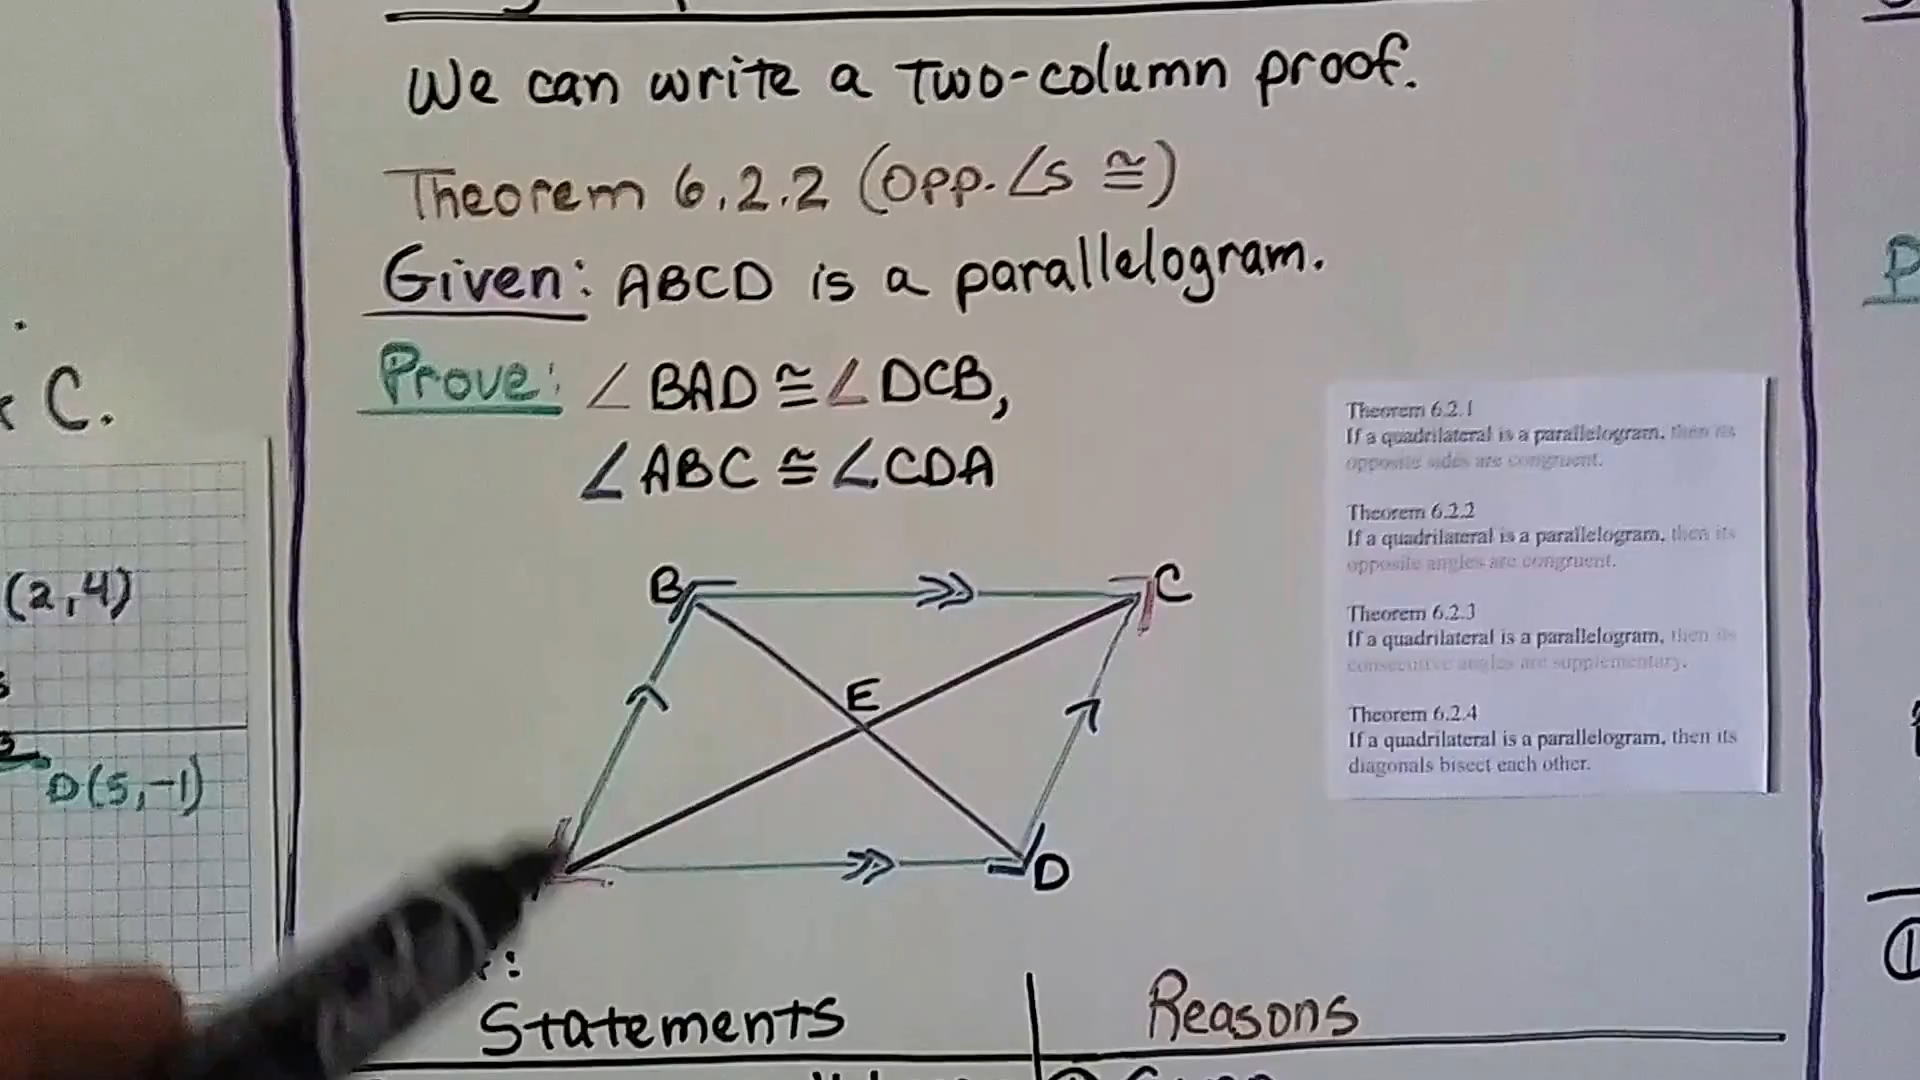 We can write a two-column proof.
Theorem 6.2.2 (Opp. ∠s ≅)
Given: ABCD is a parallelogram.
Prove: ∠BAD ≅ ∠DCB,
∠ABC ≅ ∠CDA
C.
(2,4)
D(5,-1)
B
C
E
D
Theorem 6.2.1
If a quadrilateral is a parallelogram, then its
opposite sides are congruent.
Theorem 6.2.2
If a quadrilateral is a parallelogram, then its
opposite angles are congruent.
Theorem 6.2.3
If a quadrilateral is a parallelogram, then its
consecutive angles are supplementary.
Theorem 6.2.4
If a quadrilateral is a parallelogram, then its
diagonals bisect each other.
Statements
Reasons